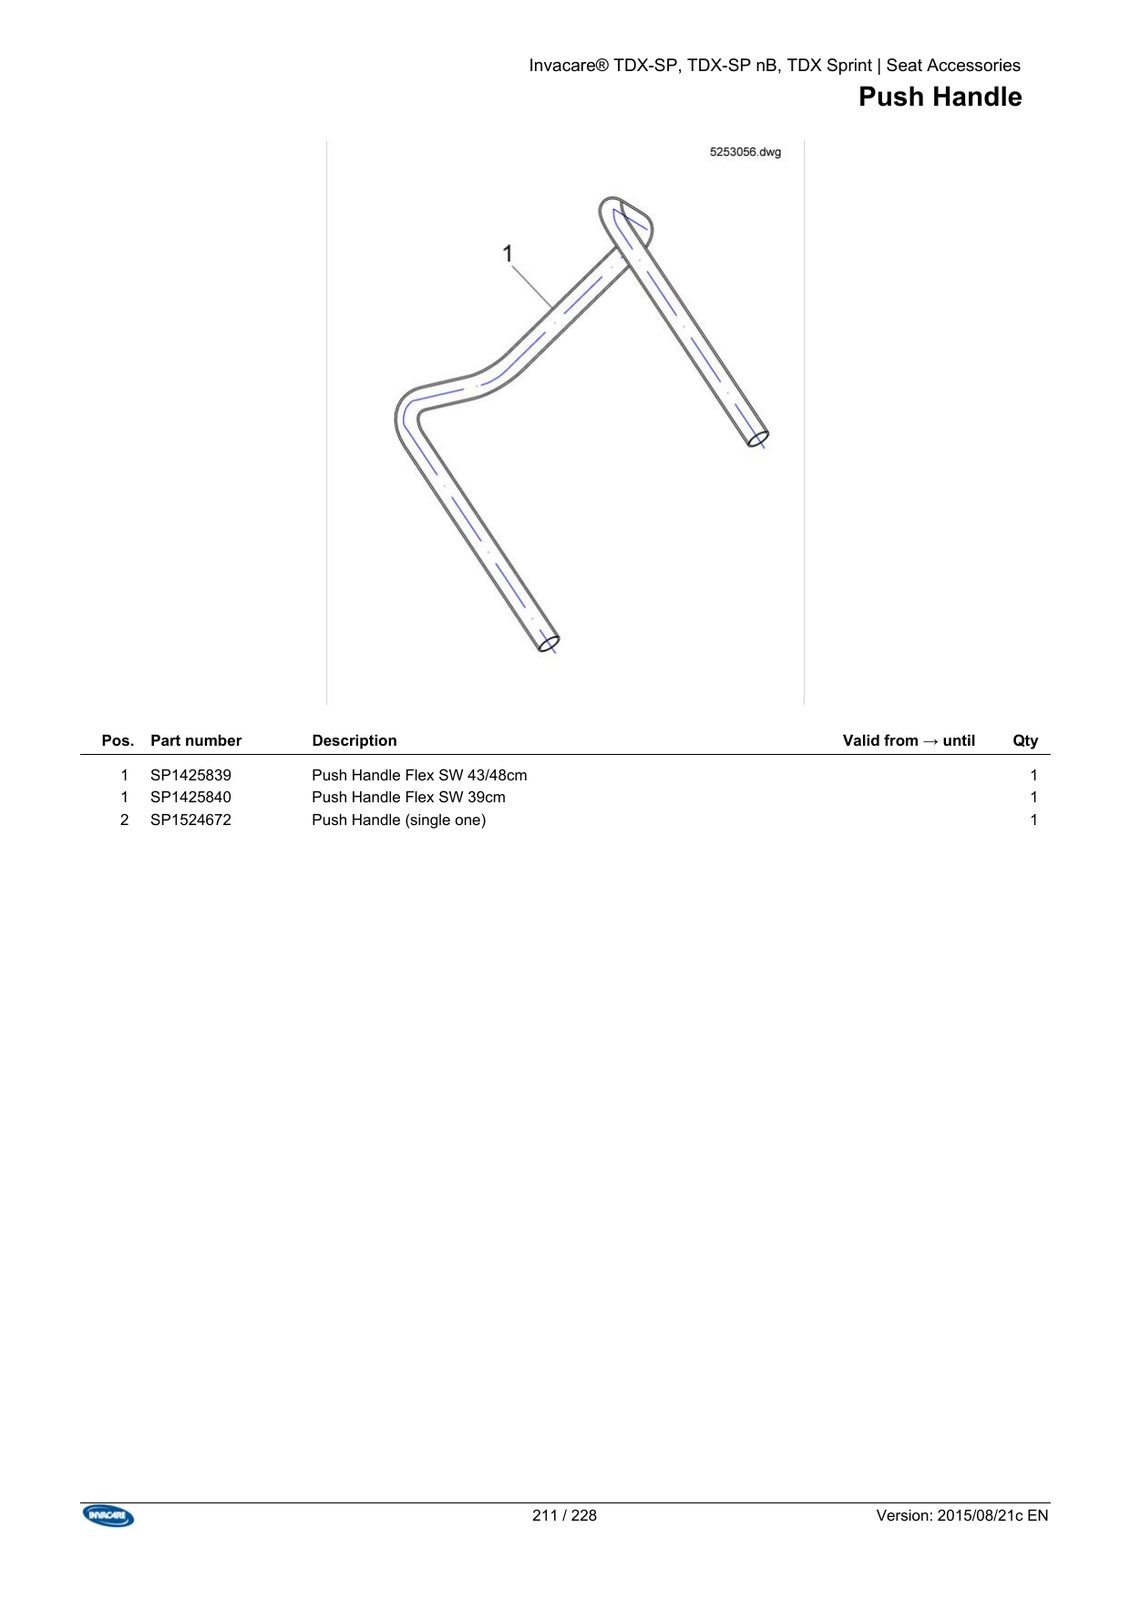 Invacare® TDX-SP, TDX-SP nB, TDX Sprint | Seat Accessories
Push Handle
5253056.dwg
1
Pos. Part number Description Valid from → until Qty
1 SP1425839 Push Handle Flex SW 43/48cm 1
1 SP1425840 Push Handle Flex SW 39cm 1
2 SP1524672 Push Handle (single one) 1
INVACARE 211 / 228 Version: 2015/08/21c EN